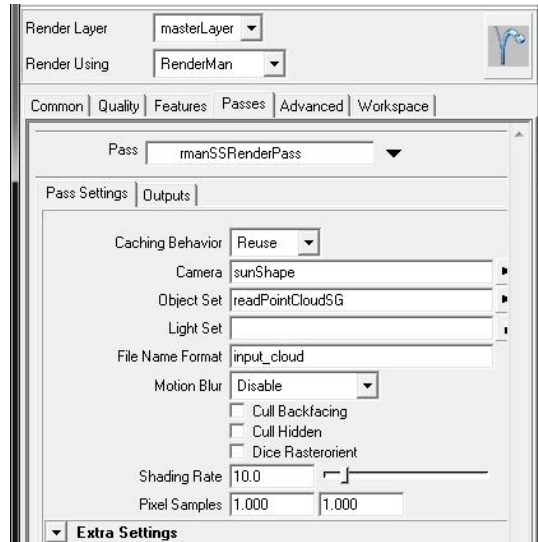 Render Layer masterLayer
Render Using RenderMan
Common Quality Features Passes Advanced Workspace
Pass rmanSSRenderPass
Pass Settings Outputs
Caching Behavior Reuse
Camera sunShape
Object Set readPointCloudSG
Light Set
File Name Format input_cloud
Motion Blur Disable
Cull Backfacing
Cull Hidden
Dice Rasterorient
Shading Rate 10.0
Pixel Samples 1.000 1.000
Extra Settings